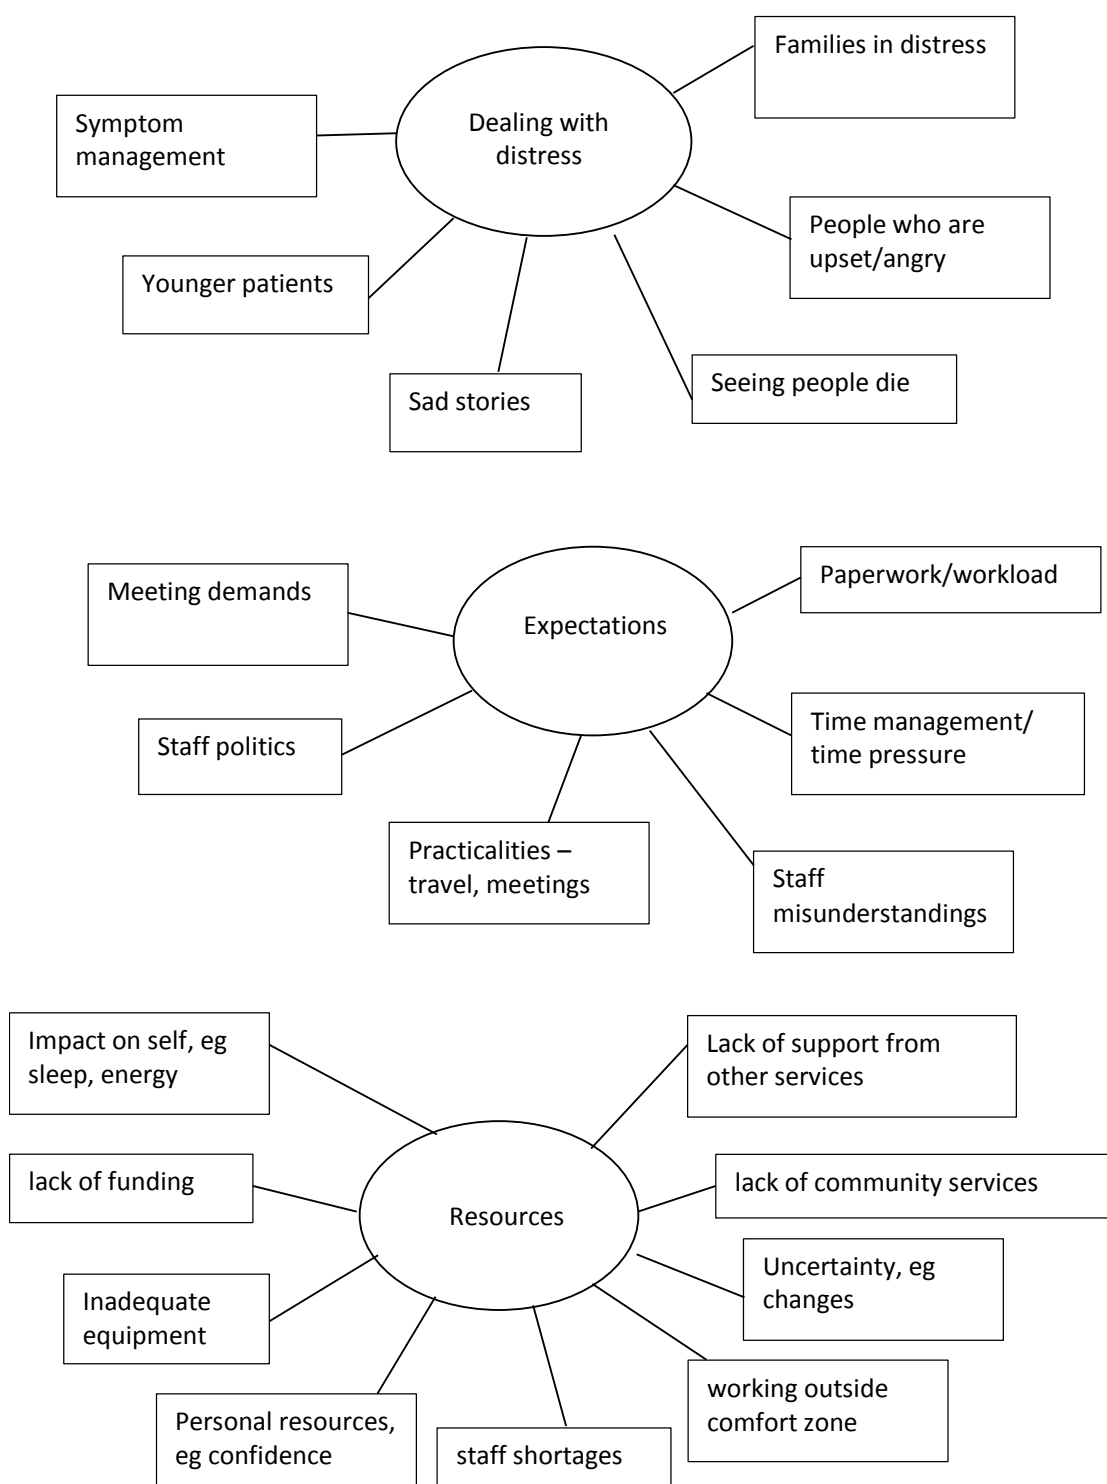 Families in distress
Dealing with
distress
Symptom
management
People who are
upset/angry
Younger patients
Seeing people die
Sad stories
Paperwork/workload
Meeting demands
Expectations
Time management/
time pressure
Staff politics
Practicalities –
travel, meetings
Staff
misunderstandings
Impact on self, eg
sleep, energy
Lack of support from
other services
lack of funding
lack of community services
Resources
Uncertainty, eg
changes
Inadequate
equipment
working outside
comfort zone
Personal resources,
eg confidence
staff shortages